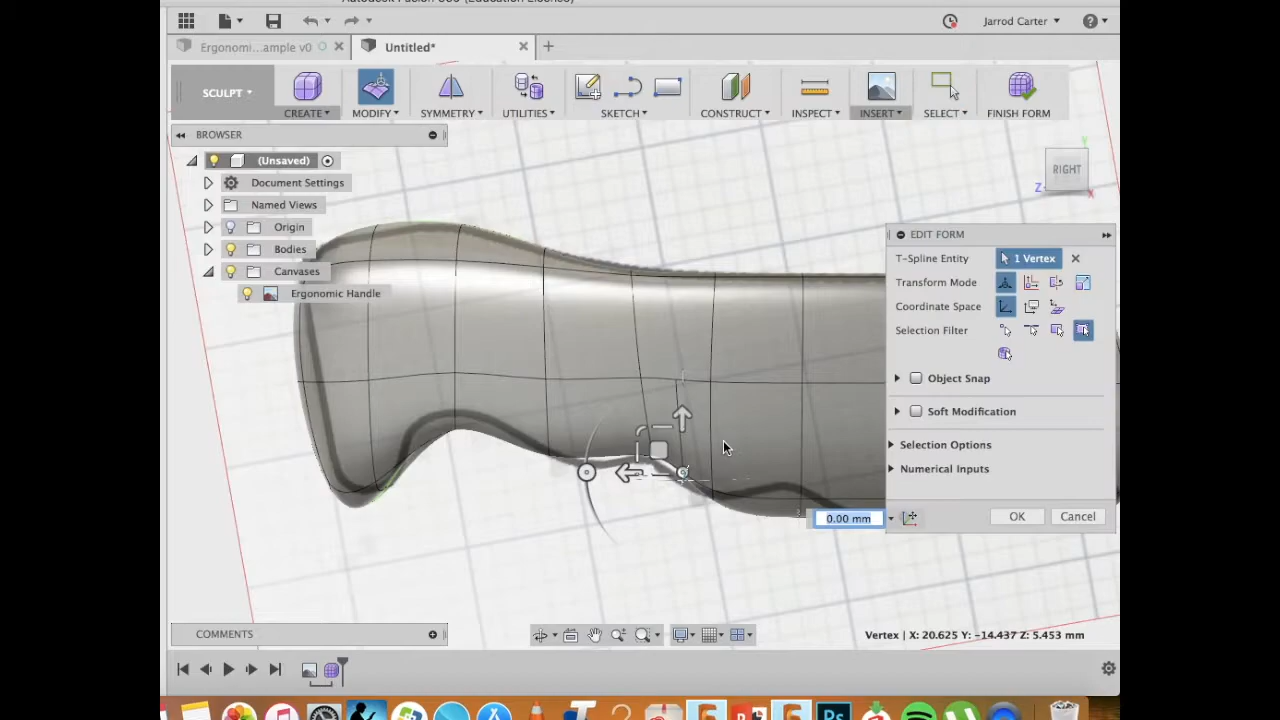 Jarrod Carter
Ergonomi...ample v0
Untitled*
SCULPT
CREATE
MODIFY
SYMMETRY
UTILITIES
SKETCH
CONSTRUCT
INSPECT
INSERT
SELECT
FINISH FORM
BROWSER
(Unsaved)
Document Settings
Named Views
Origin
Bodies
Canvases
Ergonomic Handle
RIGHT
Y
Z
X
EDIT FORM
T-Spline Entity
1 Vertex
Transform Mode
Coordinate Space
Selection Filter
Object Snap
Soft Modification
Selection Options
Numerical Inputs
0.00 mm
OK
Cancel
COMMENTS
Vertex | X: 20.625 Y: -14.437 Z: 5.453 mm